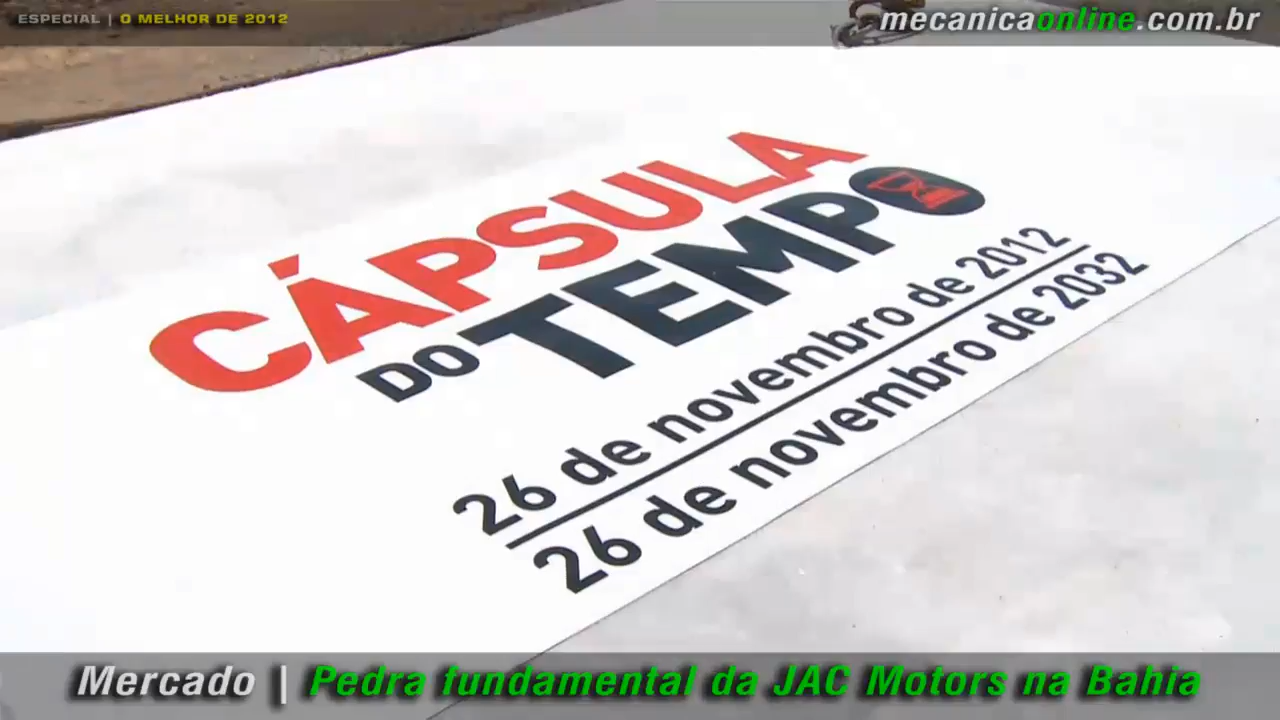 ESPECIAL | O MELHOR DE 2012
mecanicaonline.com.br
CÁPSULA
DO TEMPO
26 de novembro de 2012
26 de novembro de 2032
Mercado | Pedra fundamental da JAC Motors na Bahia